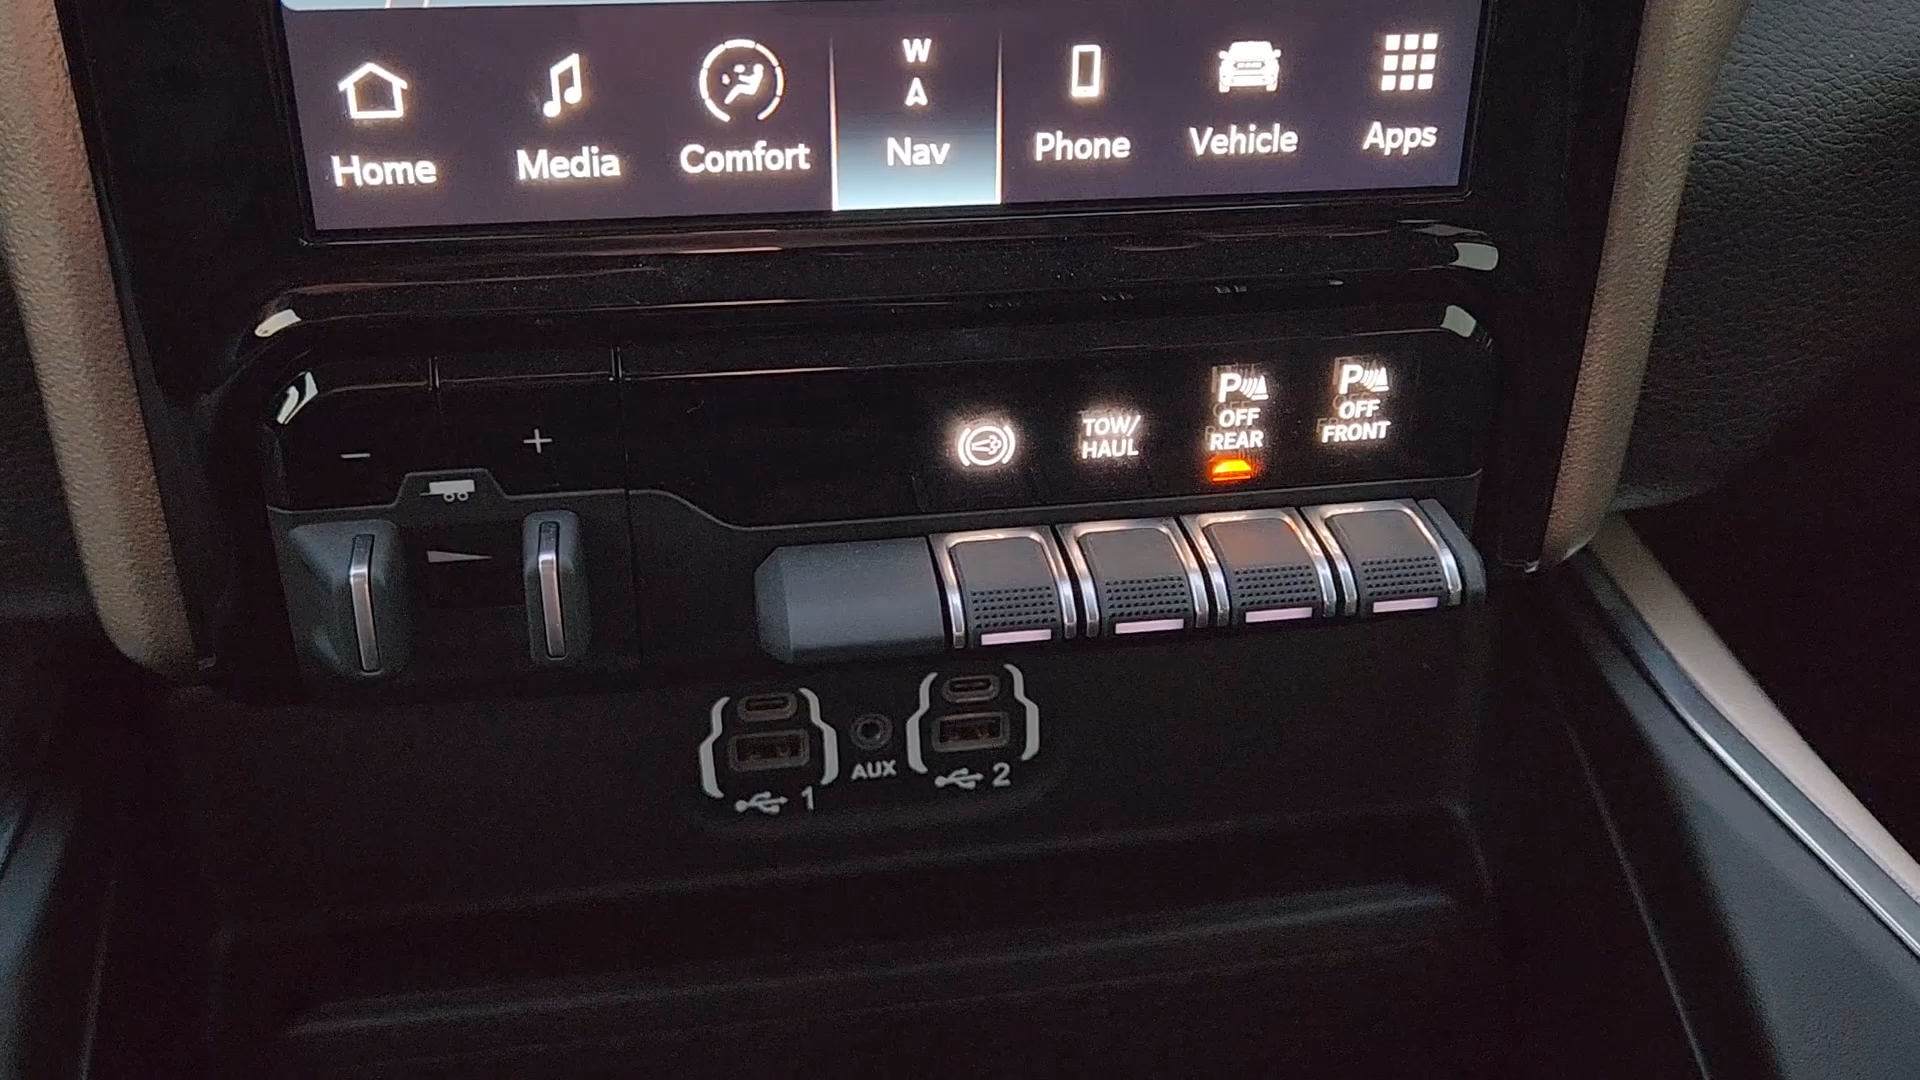 W
Home
Media
Comfort
Nav
Phone
Vehicle
Apps
− +
TOW/
HAUL
P
OFF
REAR
P
OFF
FRONT
AUX
1
2